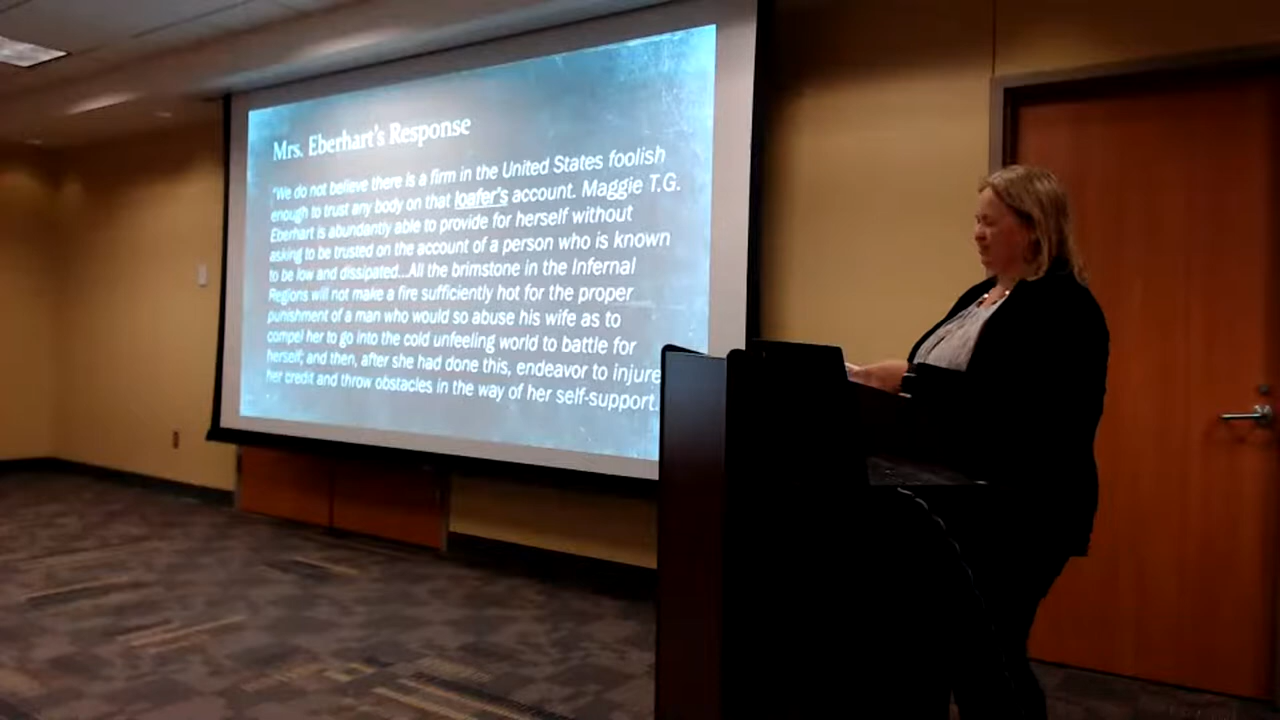 Mrs. Eberhart's Response
"We do not believe there is a firm in the United States foolish
enough to trust any body on that loafer's account. Maggie T.G.
Eberhart is abundantly able to provide for herself without
asking to be trusted on the account of a person who is known
to be low and dissipated...All the brimstone in the Infernal
Regions will not make a fire sufficiently hot for the proper
punishment of a man who would so abuse his wife as to
compel her to go into the cold unfeeling world to battle for
herself; and then, after she had done this, endeavor to injure
her credit and throw obstacles in the way of her self-support.